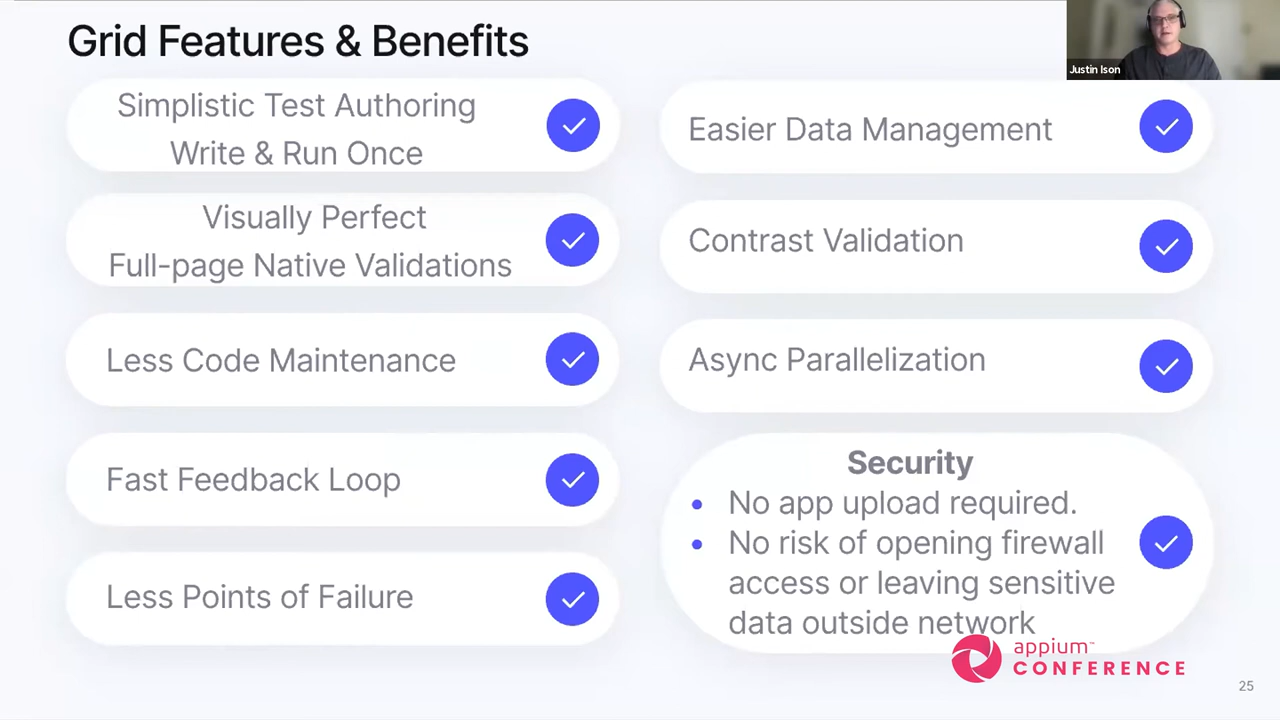 Grid Features & Benefits
Justin Ison
Simplistic Test Authoring
Write & Run Once
Visually Perfect
Full-page Native Validations
Less Code Maintenance
Fast Feedback Loop
Less Points of Failure
Easier Data Management
Contrast Validation
Async Parallelization
Security
• No app upload required.
• No risk of opening firewall
access or leaving sensitive
data outside network
appium™
CONFERENCE
25